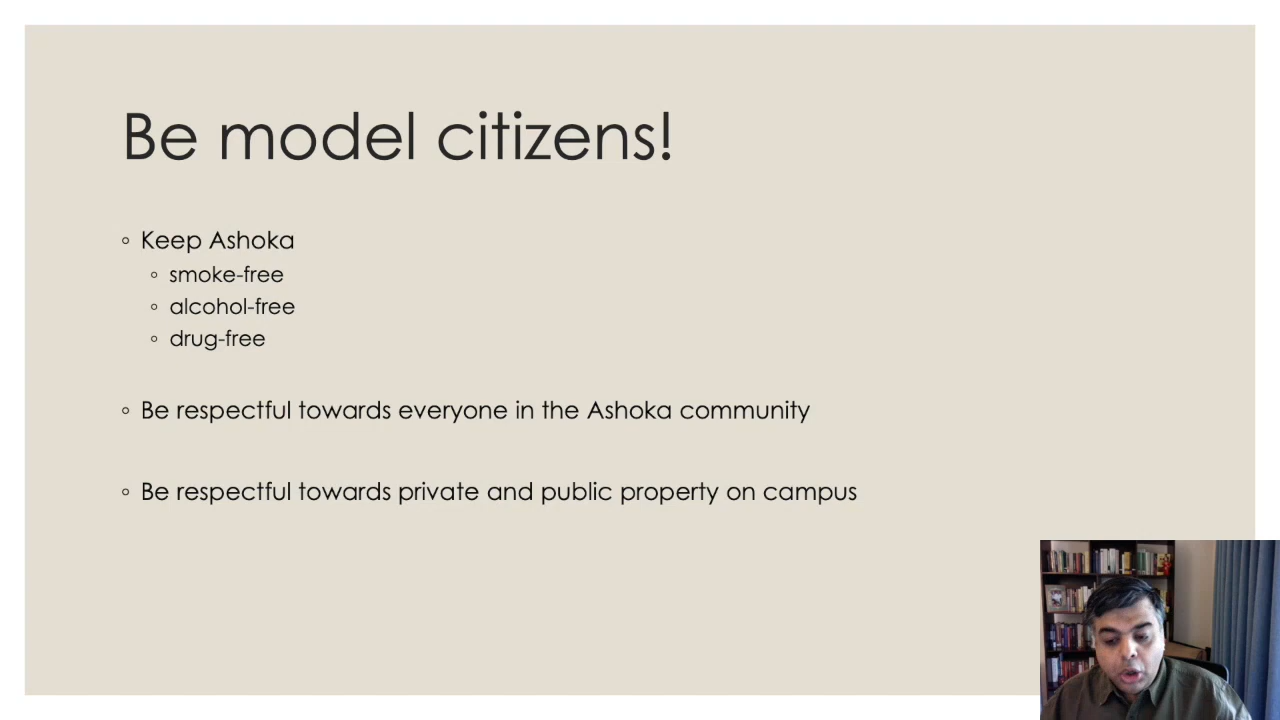 Be model citizens!
◦ Keep Ashoka
◦ smoke-free
◦ alcohol-free
◦ drug-free
◦ Be respectful towards everyone in the Ashoka community
◦ Be respectful towards private and public property on campus